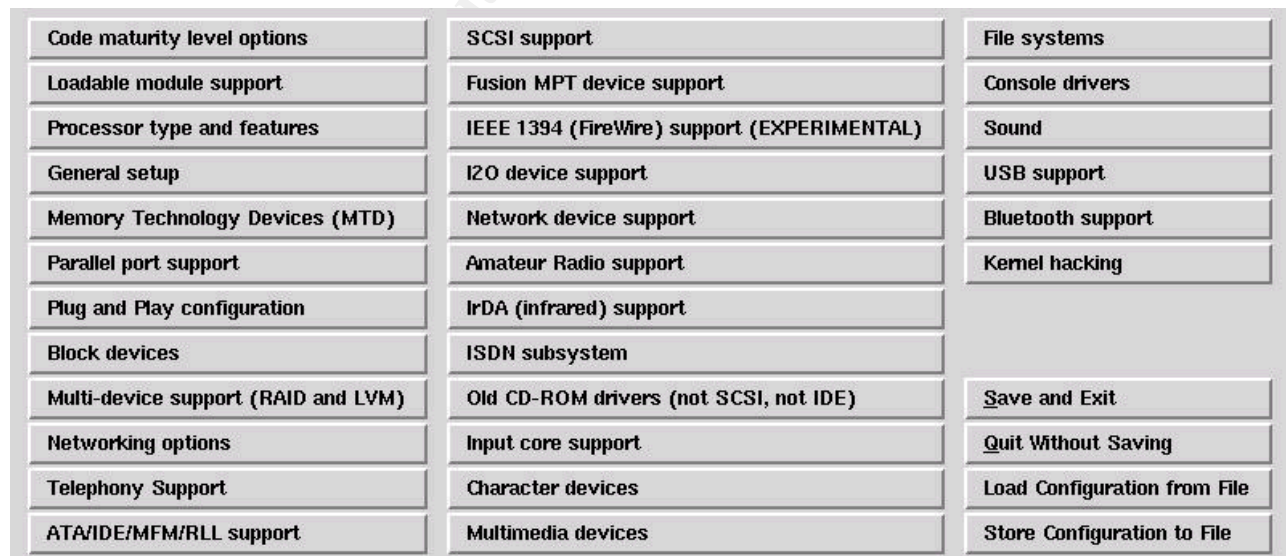 Code maturity level options
Loadable module support
Processor type and features
General setup
Memory Technology Devices (MTD)
Parallel port support
Plug and Play configuration
Block devices
Multi-device support (RAID and LVM)
Networking options
Telephony Support
ATA/IDE/MFM/RLL support
SCSI support
Fusion MPT device support
IEEE 1394 (FireWire) support (EXPERIMENTAL)
I2O device support
Network device support
Amateur Radio support
IrDA (infrared) support
ISDN subsystem
Old CD-ROM drivers (not SCSI, not IDE)
Input core support
Character devices
Multimedia devices
File systems
Console drivers
Sound
USB support
Bluetooth support
Kernel hacking
Save and Exit
Quit Without Saving
Load Configuration from File
Store Configuration to File